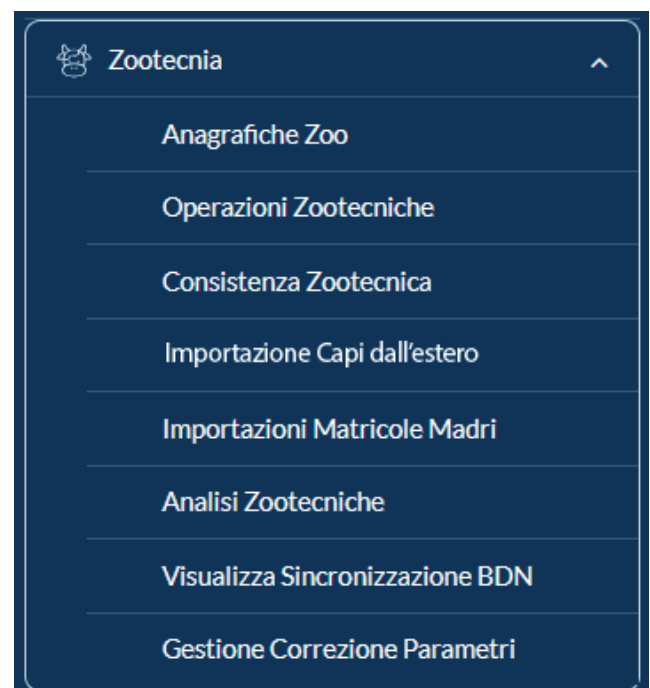 Zootecnia
Anagrafiche Zoo
Operazioni Zootecniche
Consistenza Zootecnica
Importazione Capi dall'estero
Importazioni Matricole Madri
Analisi Zootecniche
Visualizza Sincronizzazione BDN
Gestione Correzione Parametri